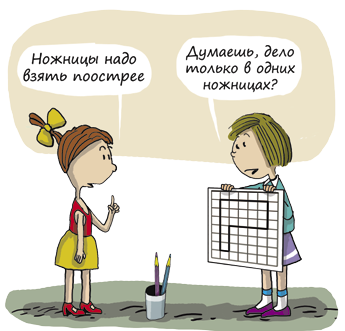 Ножницы надо
взять поострее
Думаешь, дело
только в одних
ножницах?